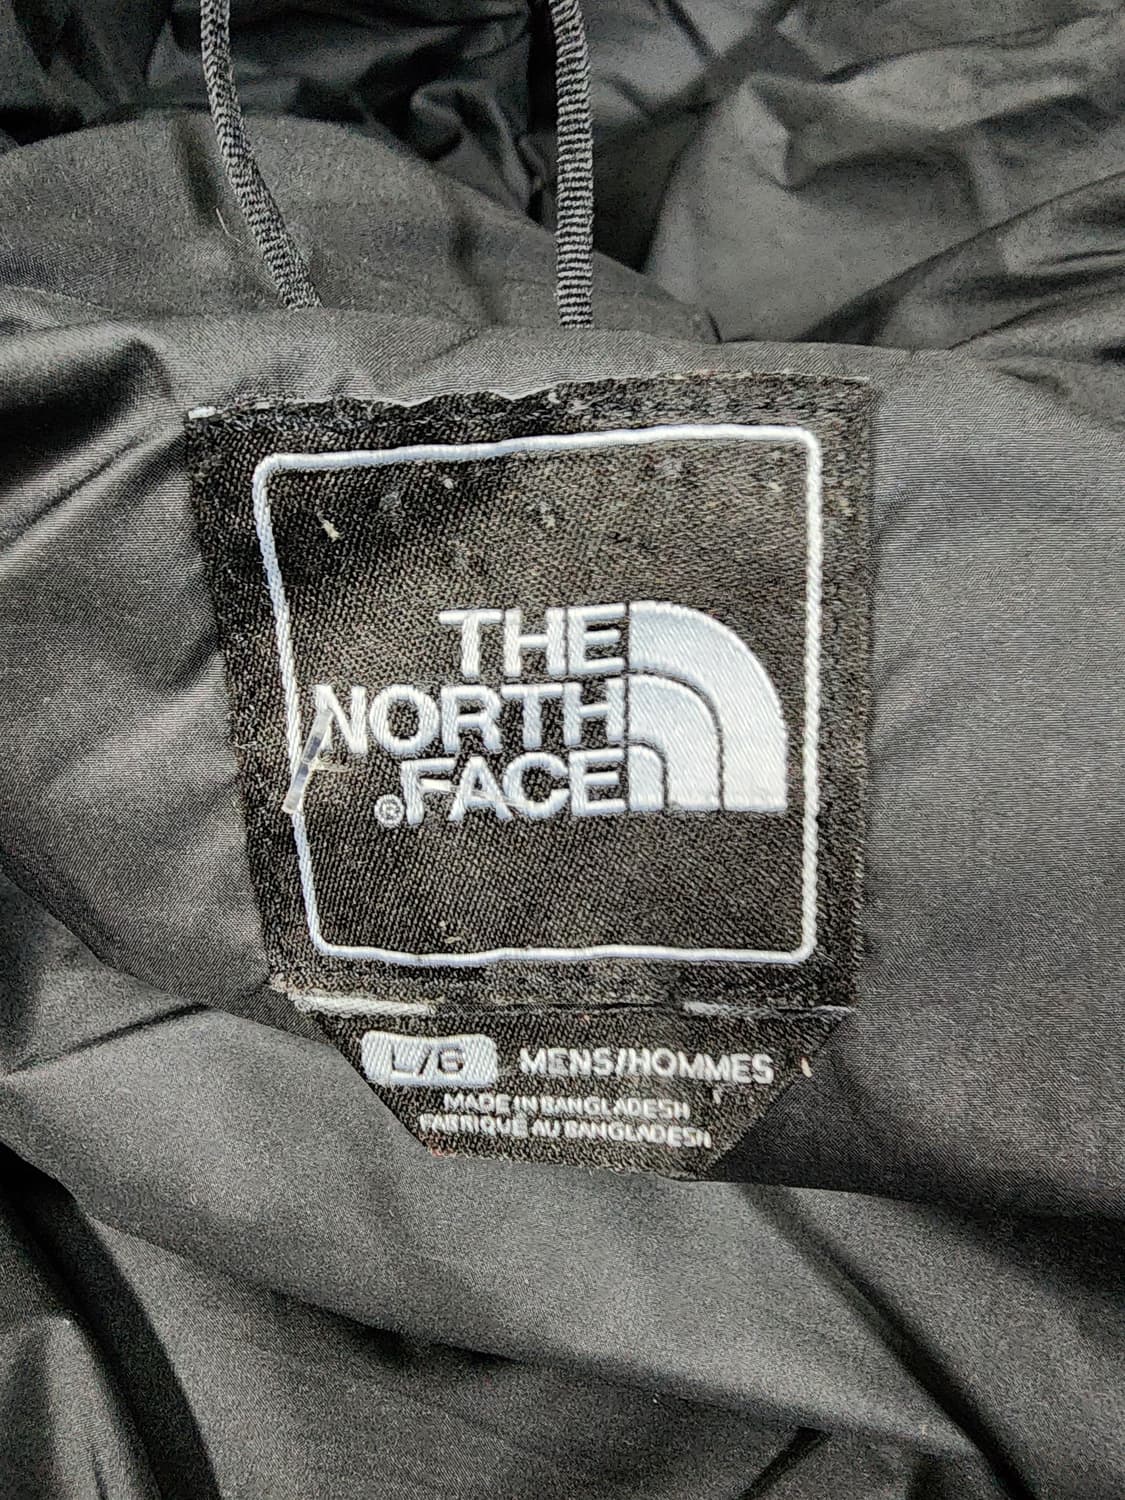 THE
NORTH
®FACE
L/G MENS/HOMMES
MADE IN BANGLADESH
FABRIQUÉ AU BANGLADESH